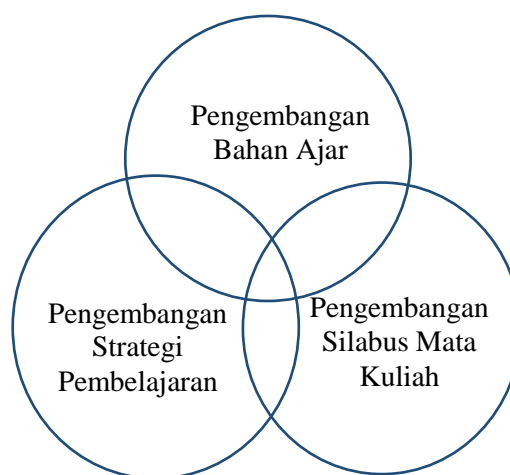 Pengembangan
Bahan Ajar
Pengembangan
Strategi
Pembelajaran
Pengembangan
Silabus Mata
Kuliah